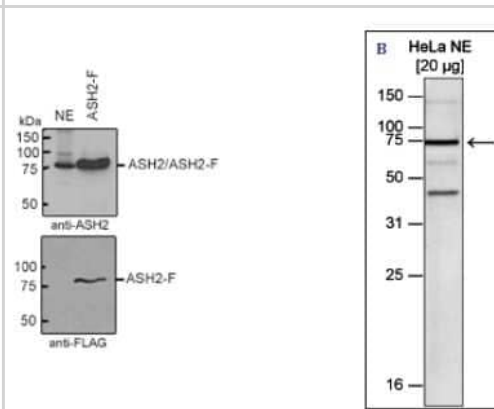 kDa
NE
ASH2-F
150
100
75
50
ASH2/ASH2-F
anti-ASH2
100
75
50
ASH2-F
anti-FLAG
B HeLa NE
[20 µg]
150
100
75
50
31
25
16